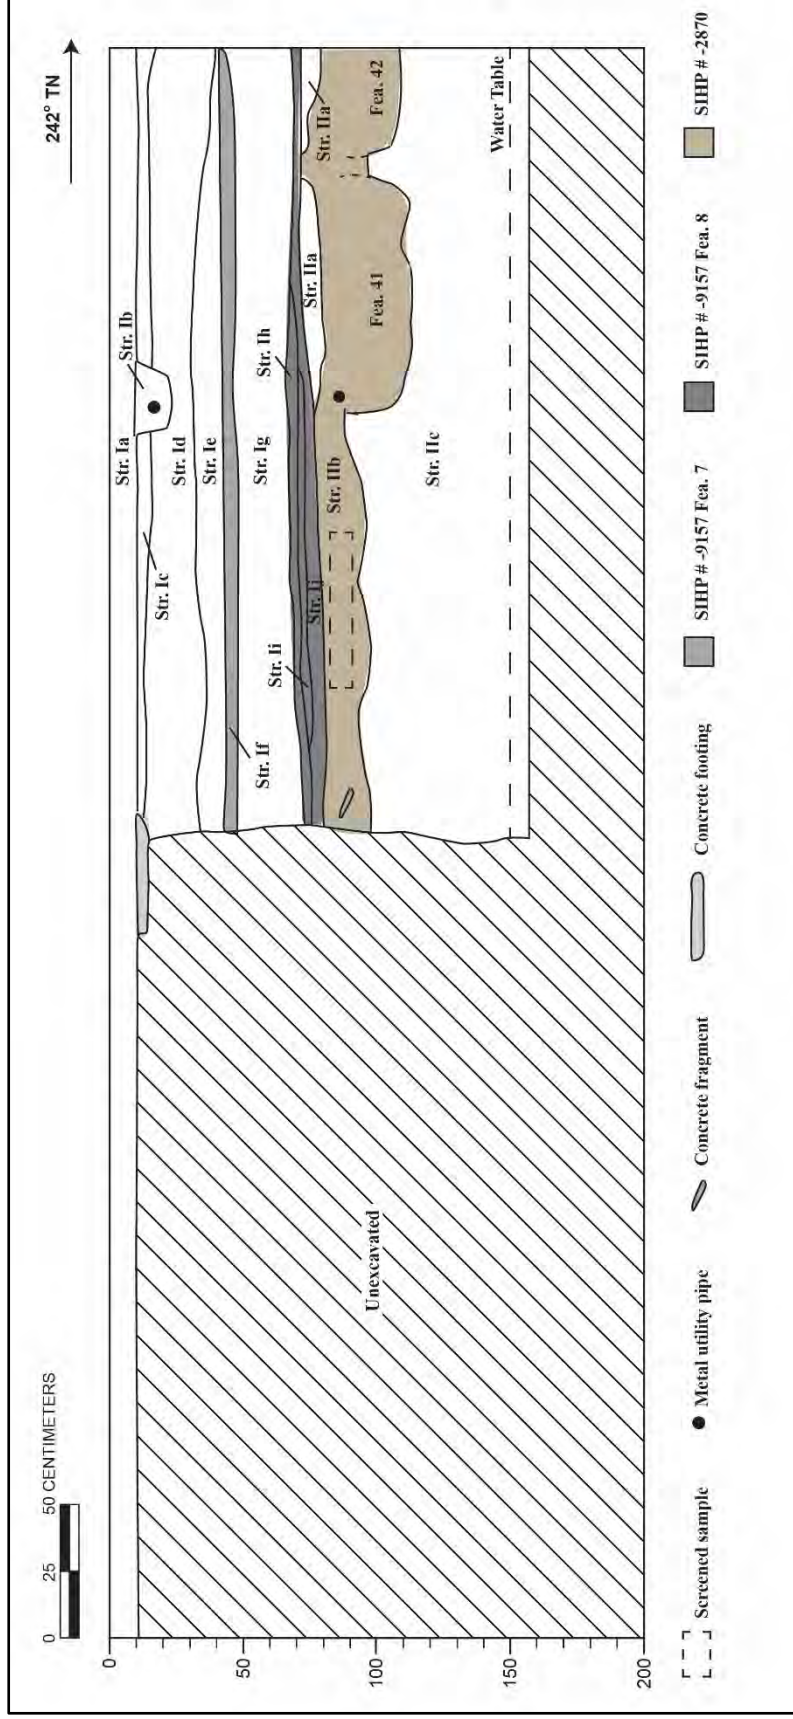 0 25 50 CENTIMETERS
242° TN
0
50
100
150
200
Unexcavated
Str. Ia
Str. Ib
Str. Ic
Str. Id
Str. Ie
Str. If
Str. Ig
Str. Ih
Str. Ii
Str. Ij
Str. IIa
Str. IIa
Str. IIb
Str. IIc
Fea. 41
Fea. 42
Water Table
Screened sample
Metal utility pipe
Concrete fragment
Concrete footing
SIHP # -9157 Fea. 7
SIHP # -9157 Fea. 8
SIHP # -2870